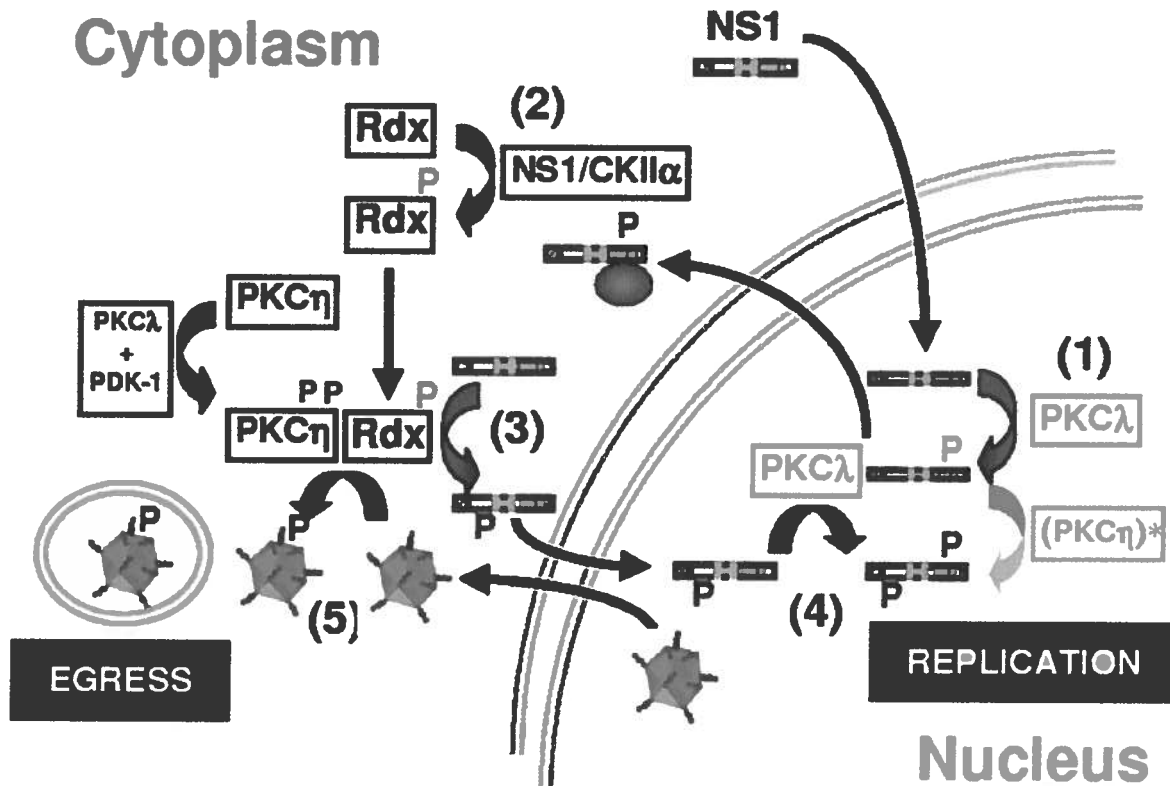 Cytoplasm
NS1
Rdx
(2)
NS1/CKIIα
P
Rdx
P
PKCη
PKCλ
+
PDK-1
P P
P
PKCη
Rdx
(3)
P
(1)
PKCλ
PKCλ
P
(PKCη)*
P
P
P
(4)
P
P
(5)
EGRESS
REPLICATION
Nucleus